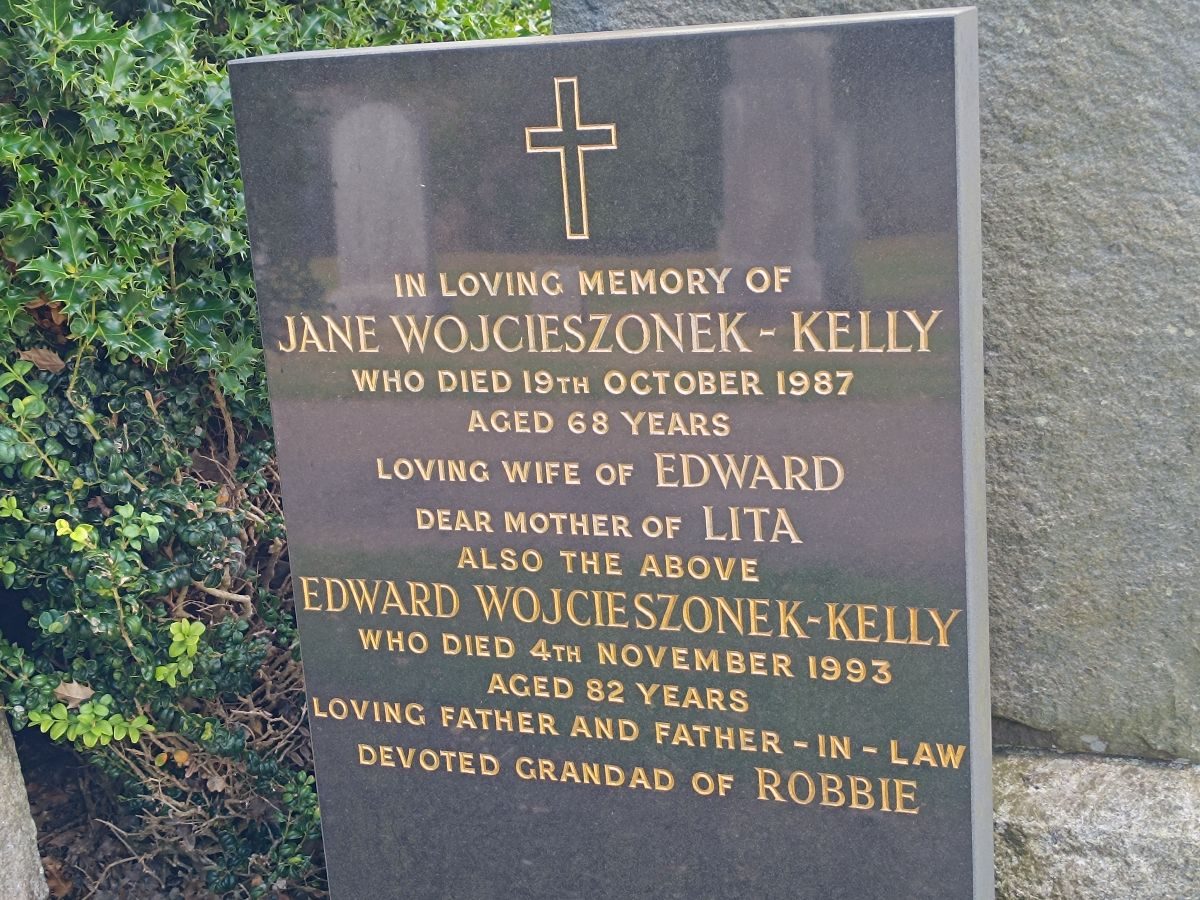 IN LOVING MEMORY OF
JANE WOJCIESZONEK - KELLY
WHO DIED 19TH OCTOBER 1987
AGED 68 YEARS
LOVING WIFE OF EDWARD
DEAR MOTHER OF LITA
ALSO THE ABOVE
EDWARD WOJCIESZONEK-KELLY
WHO DIED 4TH NOVEMBER 1993
AGED 82 YEARS
LOVING FATHER AND FATHER - IN - LAW
DEVOTED GRANDAD OF ROBBIE